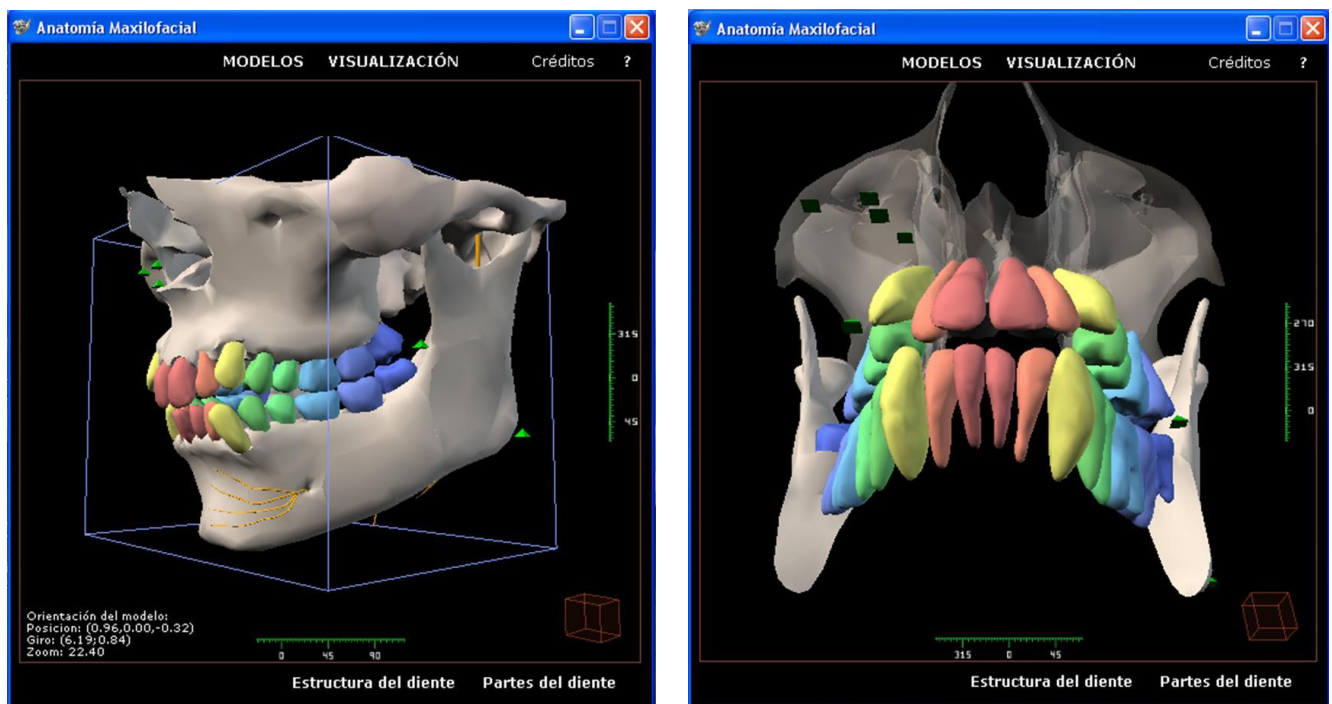 Anatomía Maxilofacial
MODELOS VISUALIZACIÓN Créditos ?
315
0
45
Orientación del modelo:
Posicion: (0.96,0.00,-0.32)
Giro: (6.19;0.84)
Zoom: 22.40
0 45 90
Estructura del diente Partes del diente
Anatomía Maxilofacial
MODELOS VISUALIZACIÓN Créditos ?
270
315
0
315 0 45
Estructura del diente Partes del diente